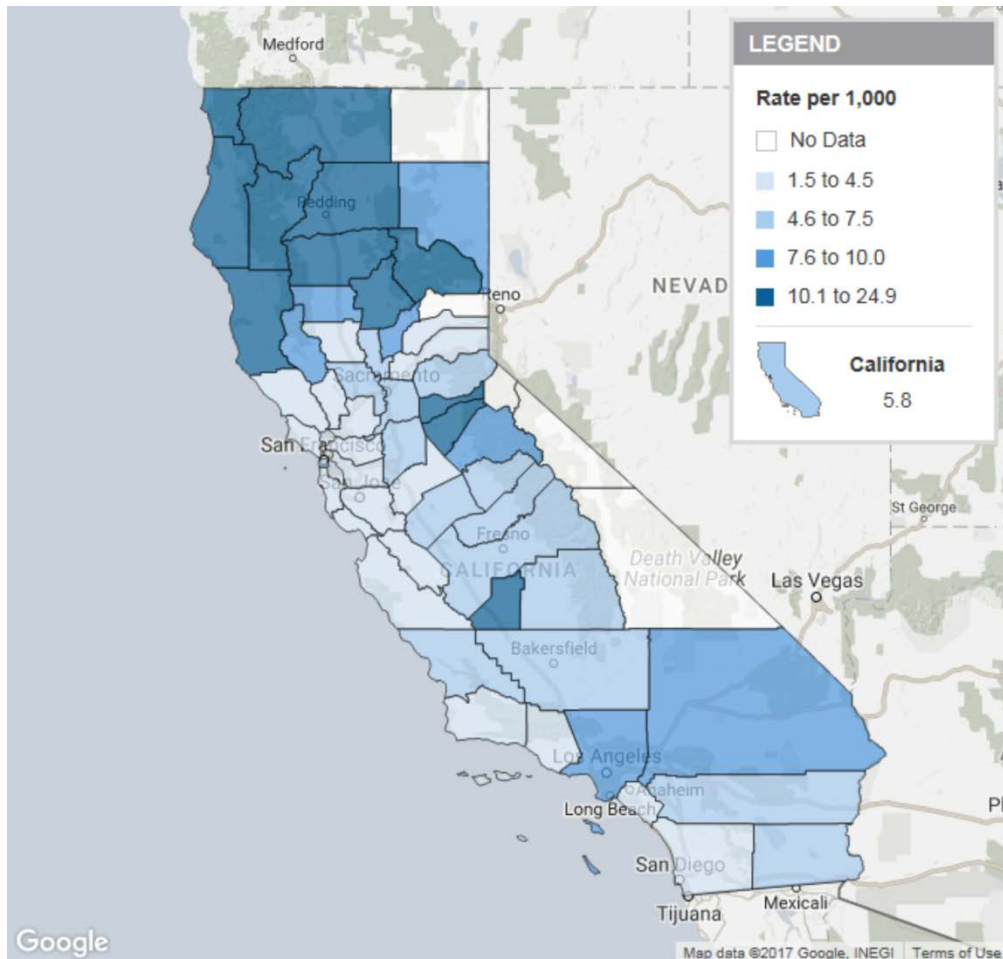 Medford
LEGEND
Rate per 1,000
No Data
1.5 to 4.5
4.6 to 7.5
7.6 to 10.0
10.1 to 24.9
California
5.8
Redding
Reno
NEVAD
Sacramento
San Francisco
San Jose
Fresno
CALIFORNIA
St George
Death Valley
National Park
Las Vegas
Bakersfield
Los Angeles
Anaheim
Long Beach
San Diego
Mexicali
Tijuana
Google
Map data ©2017 Google, INEGI
Terms of Use